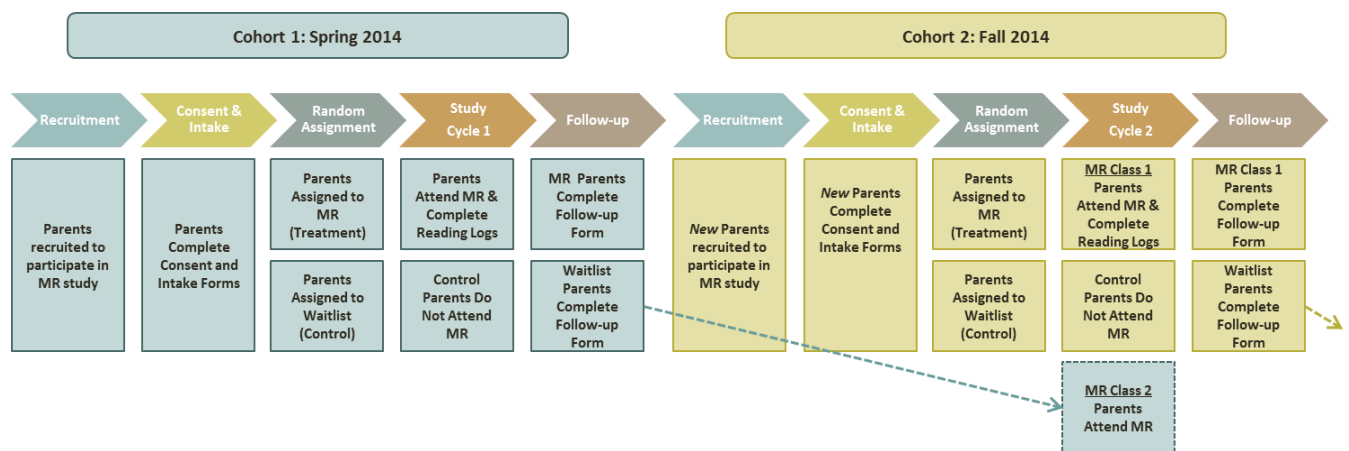 Cohort 1: Spring 2014
Cohort 2: Fall 2014
Recruitment
Consent &
Intake
Random
Assignment
Study
Cycle 1
Follow-up
Recruitment
Consent &
Intake
Random
Assignment
Study
Cycle 2
Follow-up
Parents
recruited to
participate in
MR study
Parents
Complete
Consent and
Intake Forms
Parents
Assigned to
MR
(Treatment)
Parents
Attend MR &
Complete
Reading Logs
MR Parents
Complete
Follow-up
Form
Parents
Assigned to
Waitlist
(Control)
Control
Parents Do
Not Attend
MR
Waitlist
Parents
Complete
Follow-up
Form
New Parents
recruited to
participate in
MR study
New Parents
Complete
Consent and
Intake Forms
Parents
Assigned to
MR
(Treatment)
MR Class 1
Parents
Attend MR &
Complete
Reading Logs
MR Class 1
Parents
Complete
Follow-up
Form
Parents
Assigned to
Waitlist
(Control)
Control
Parents Do
Not Attend
MR
Waitlist
Parents
Complete
Follow-up
Form
MR Class 2
Parents
Attend MR